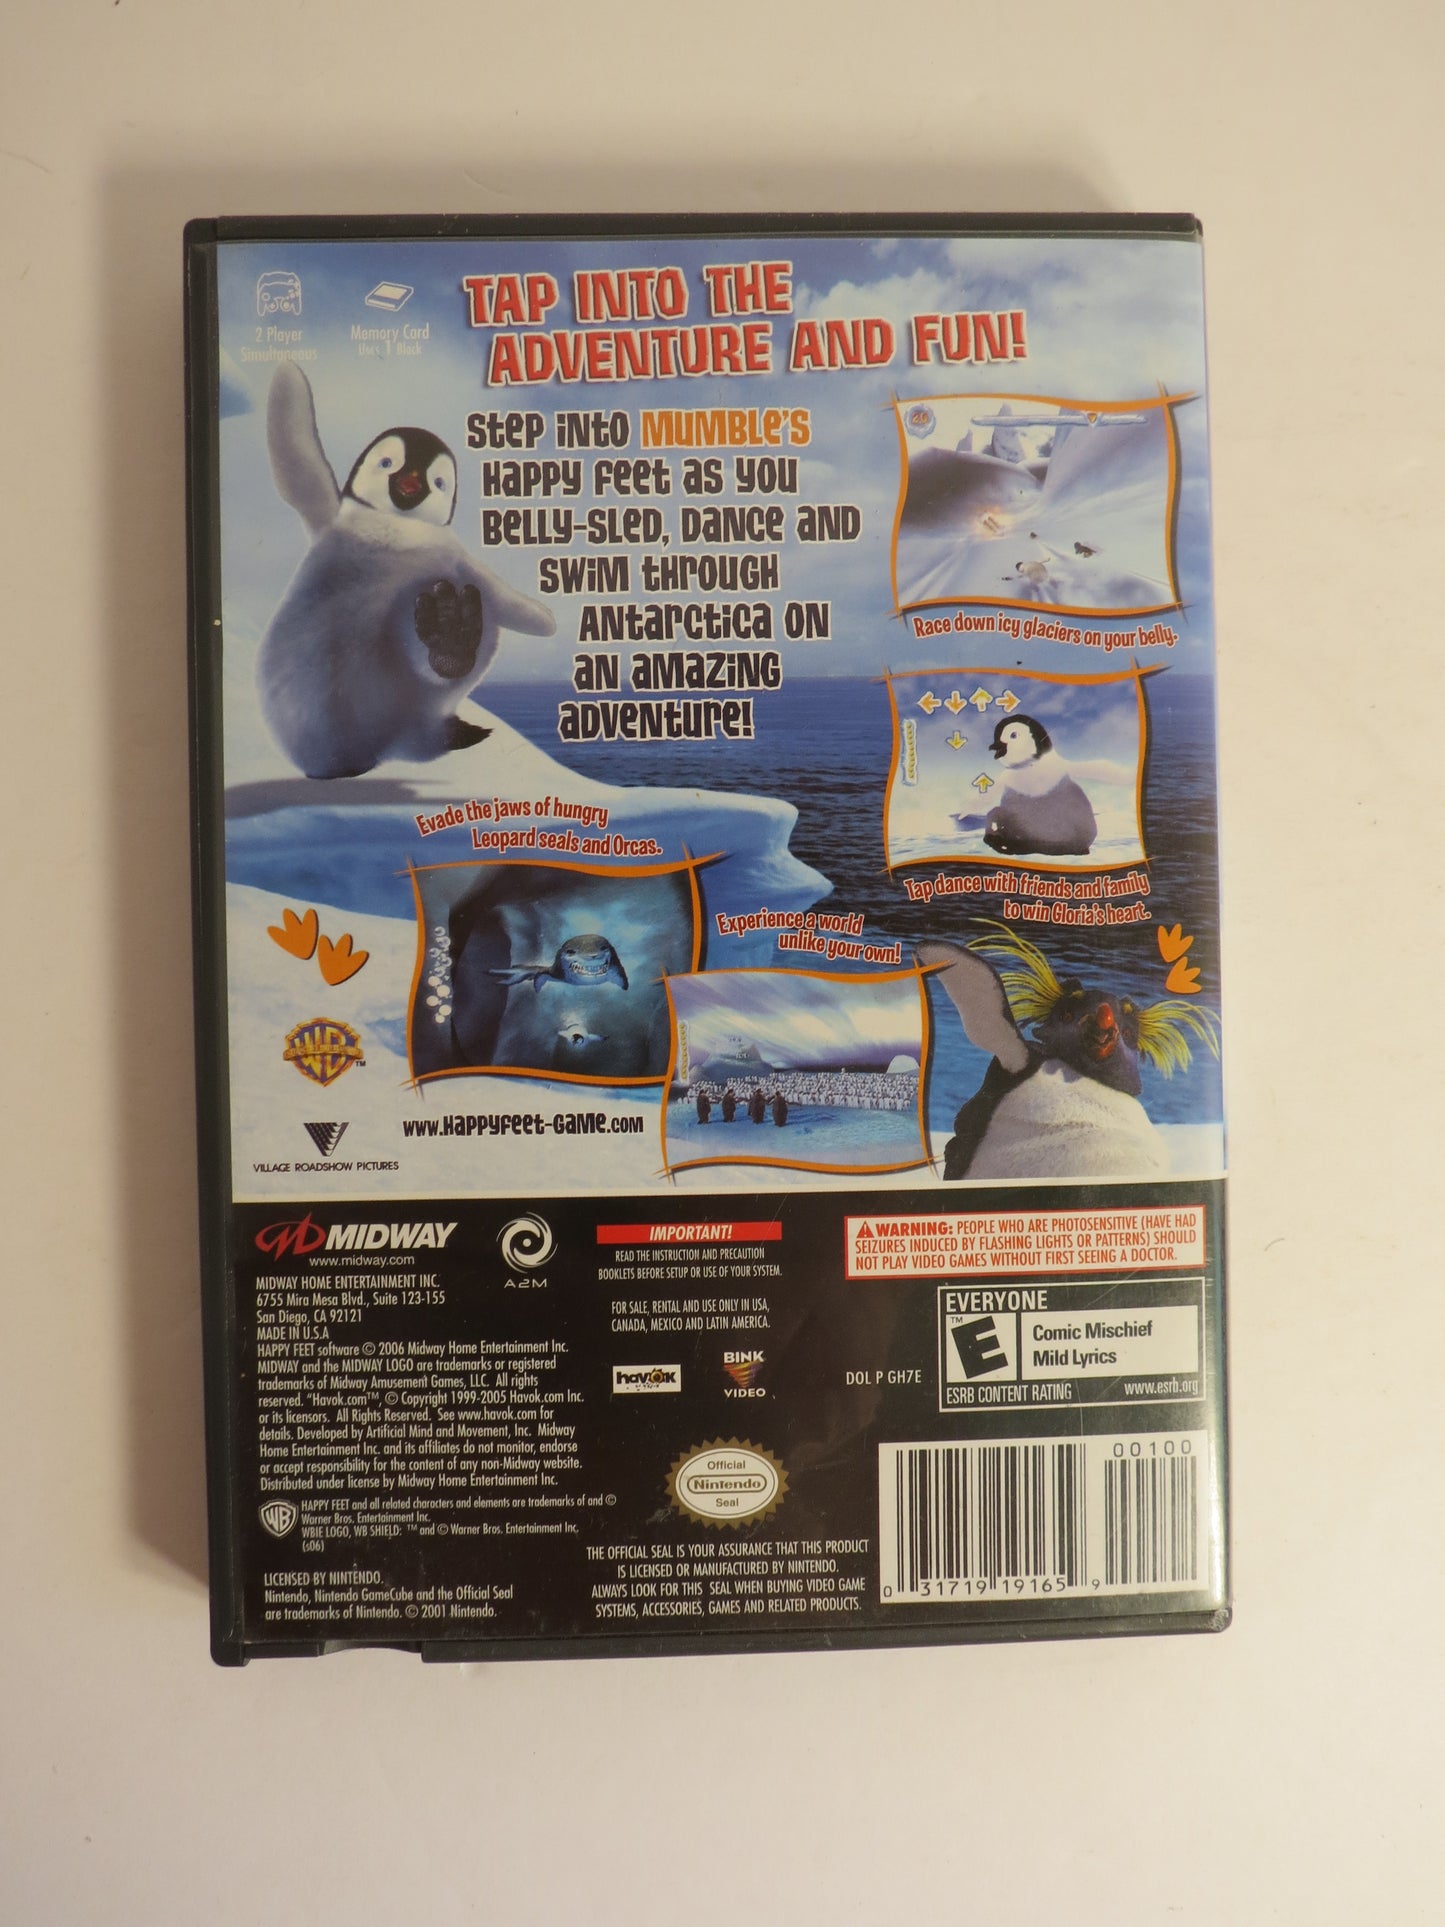 2 Player
Simultaneous
Memory Card
Uses 1 Block
TAP INTO THE
ADVENTURE AND FUN!
STEP INTO MUMBLE'S
HAPPY FEET AS YOU
BELLY-SLED, DANCE AND
SWIM THROUGH
ANTARCTICA ON
AN AMAZING
ADVENTURE!
Race down icy glaciers on your belly.
Tap dance with friends and family
to win Gloria's heart.
Evade the jaws of hungry
Leopard seals and Orcas.
Experience a world
unlike your own!
WB
TM
VILLAGE ROADSHOW PICTURES
www.HAPPYFEET-GAME.com
MIDWAY
www.midway.com
A2M
MIDWAY HOME ENTERTAINMENT INC.
6755 Mira Mesa Blvd., Suite 123-155
San Diego, CA 92121
MADE IN U.S.A
HAPPY FEET software © 2006 Midway Home Entertainment Inc.
MIDWAY and the MIDWAY LOGO are trademarks or registered
trademarks of Midway Amusement Games, LLC. All rights
reserved. "Havok.com™, © Copyright 1999-2005 Havok.com Inc.
or its licensors. All Rights Reserved. See www.havok.com for
details. Developed by Artificial Mind and Movement, Inc. Midway
Home Entertainment Inc. and its affiliates do not monitor, endorse
or accept responsibility for the content of any non-Midway website.
Distributed under license by Midway Home Entertainment Inc.
WB
HAPPY FEET and all related characters and elements are trademarks of and ©
Warner Bros. Entertainment Inc.
WBIE LOGO, WB SHIELD: ™ and © Warner Bros. Entertainment Inc.
(s06)
LICENSED BY NINTENDO.
Nintendo, Nintendo GameCube and the Official Seal
are trademarks of Nintendo. © 2001 Nintendo.
IMPORTANT!
READ THE INSTRUCTION AND PRECAUTION
BOOKLETS BEFORE SETUP OR USE OF YOUR SYSTEM.
FOR SALE, RENTAL AND USE ONLY IN USA,
CANADA, MEXICO AND LATIN AMERICA.
havok
BINK
VIDEO
Official
Nintendo
Seal
THE OFFICIAL SEAL IS YOUR ASSURANCE THAT THIS PRODUCT
IS LICENSED OR MANUFACTURED BY NINTENDO.
ALWAYS LOOK FOR THIS SEAL WHEN BUYING VIDEO GAME
SYSTEMS, ACCESSORIES, GAMES AND RELATED PRODUCTS.
WARNING: PEOPLE WHO ARE PHOTOSENSITIVE (HAVE HAD
SEIZURES INDUCED BY FLASHING LIGHTS OR PATTERNS) SHOULD
NOT PLAY VIDEO GAMES WITHOUT FIRST SEEING A DOCTOR.
DOL P GH7E
EVERYONE
TM
E
Comic Mischief
Mild Lyrics
ESRB CONTENT RATING
www.esrb.org
00100
0 31719 19165 9